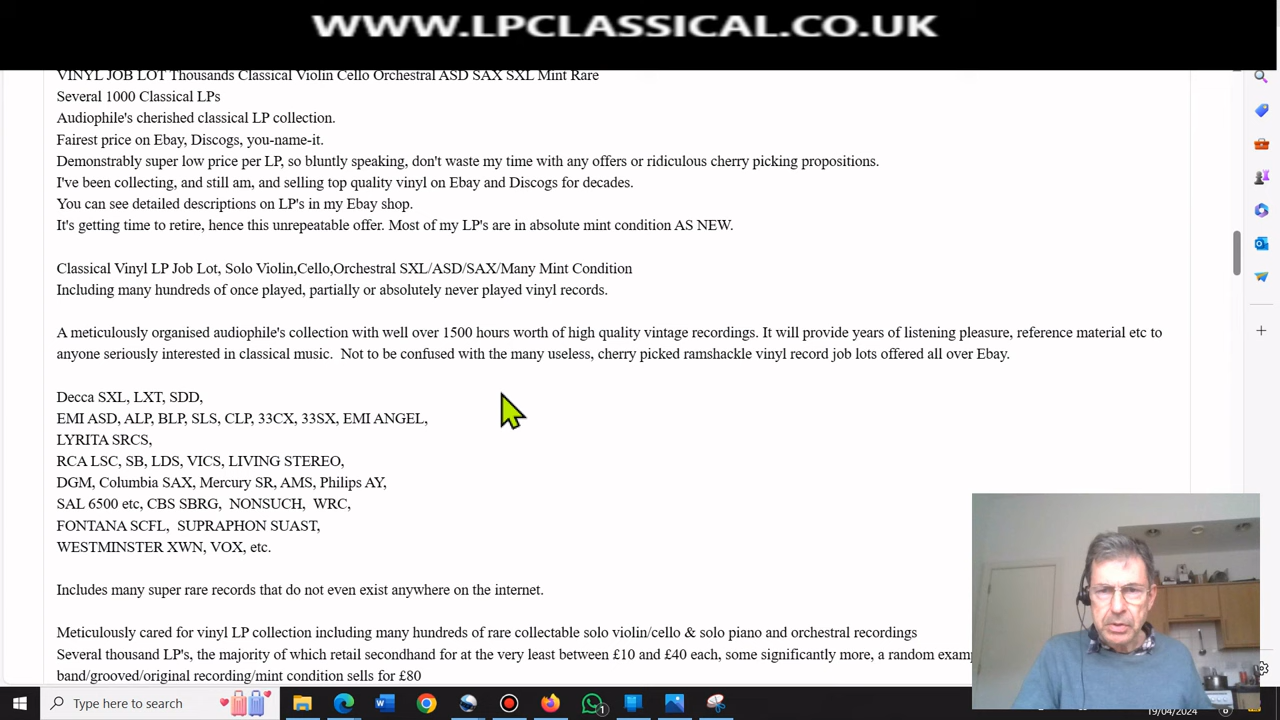 WWW.LPCLASSICAL.CO.UK
VINYL JOB LOT Thousands Classical Violin Cello Orchestral ASD SAX SXL Mint Rare
Several 1000 Classical LPs
Audiophile's cherished classical LP collection.
Fairest price on Ebay, Discogs, you-name-it.
Demonstrably super low price per LP, so bluntly speaking, don't waste my time with any offers or ridiculous cherry picking propositions.
I've been collecting, and still am, and selling top quality vinyl on Ebay and Discogs for decades.
You can see detailed descriptions on LP's in my Ebay shop.
It's getting time to retire, hence this unrepeatable offer. Most of my LP's are in absolute mint condition AS NEW.
Classical Vinyl LP Job Lot, Solo Violin,Cello,Orchestral SXL/ASD/SAX/Many Mint Condition
Including many hundreds of once played, partially or absolutely never played vinyl records.
A meticulously organised audiophile's collection with well over 1500 hours worth of high quality vintage recordings. It will provide years of listening pleasure, reference material etc to
anyone seriously interested in classical music.  Not to be confused with the many useless, cherry picked ramshackle vinyl record job lots offered all over Ebay.
Decca SXL, LXT, SDD,
EMI ASD, ALP, BLP, SLS, CLP, 33CX, 33SX, EMI ANGEL,
LYRITA SRCS,
RCA LSC, SB, LDS, VICS, LIVING STEREO,
DGM, Columbia SAX, Mercury SR, AMS, Philips AY,
SAL 6500 etc, CBS SBRG,  NONSUCH,  WRC,
FONTANA SCFL,  SUPRAPHON SUAST,
WESTMINSTER XWN, VOX, etc.
Includes many super rare records that do not even exist anywhere on the internet.
Meticulously cared for vinyl LP collection including many hundreds of rare collectable solo violin/cello & solo piano and orchestral recordings
Several thousand LP's, the majority of which retail secondhand for at the very least between £10 and £40 each, some significantly more, a random
band/grooved/original recording/mint condition sells for £80
Type here to search
1
19/04/2024
6